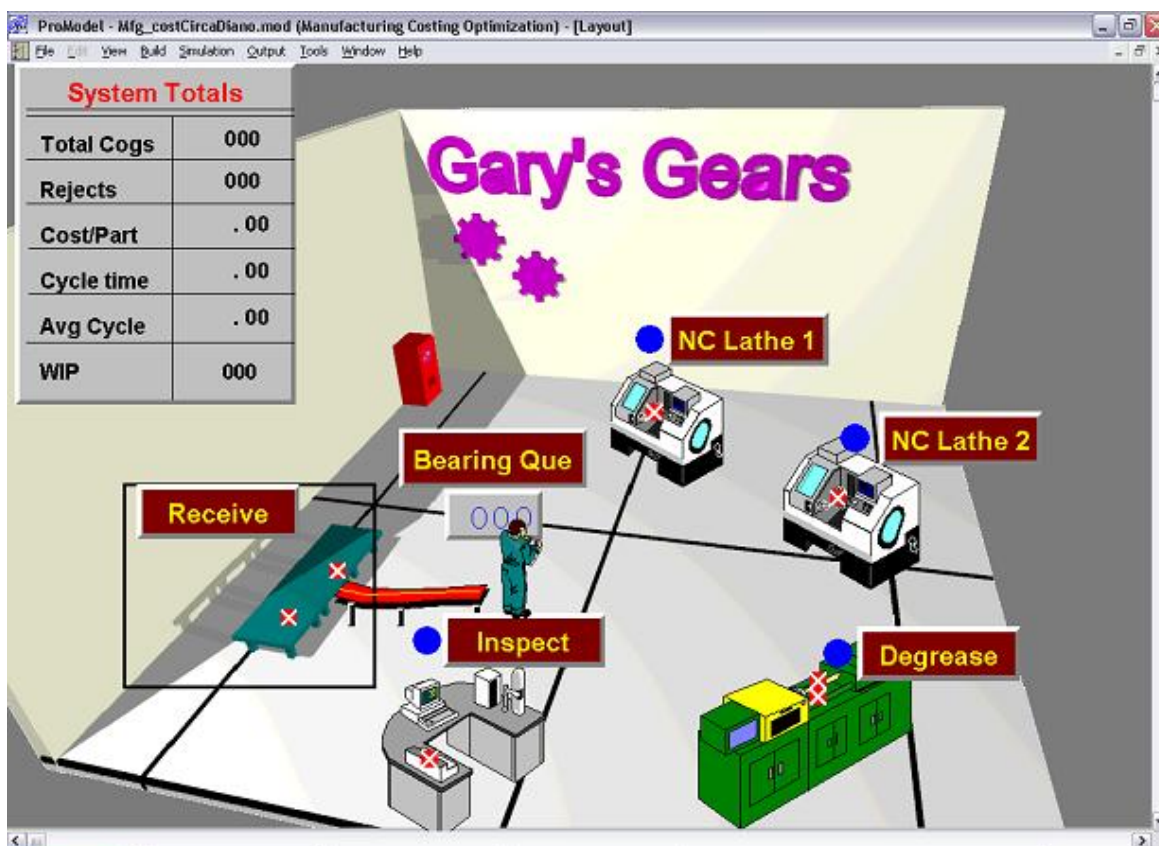 ProModel - Mfg_costCircaDiano.mod (Manufacturing Costing Optimization) - [Layout]
File Edit View Build Simulation Output Tools Window Help
System Totals
Total Cogs 000
Rejects 000
Cost/Part .00
Cycle time .00
Avg Cycle .00
WIP 000
Gary's Gears
NC Lathe 1
NC Lathe 2
Bearing Que
000
Receive
Inspect
Degrease